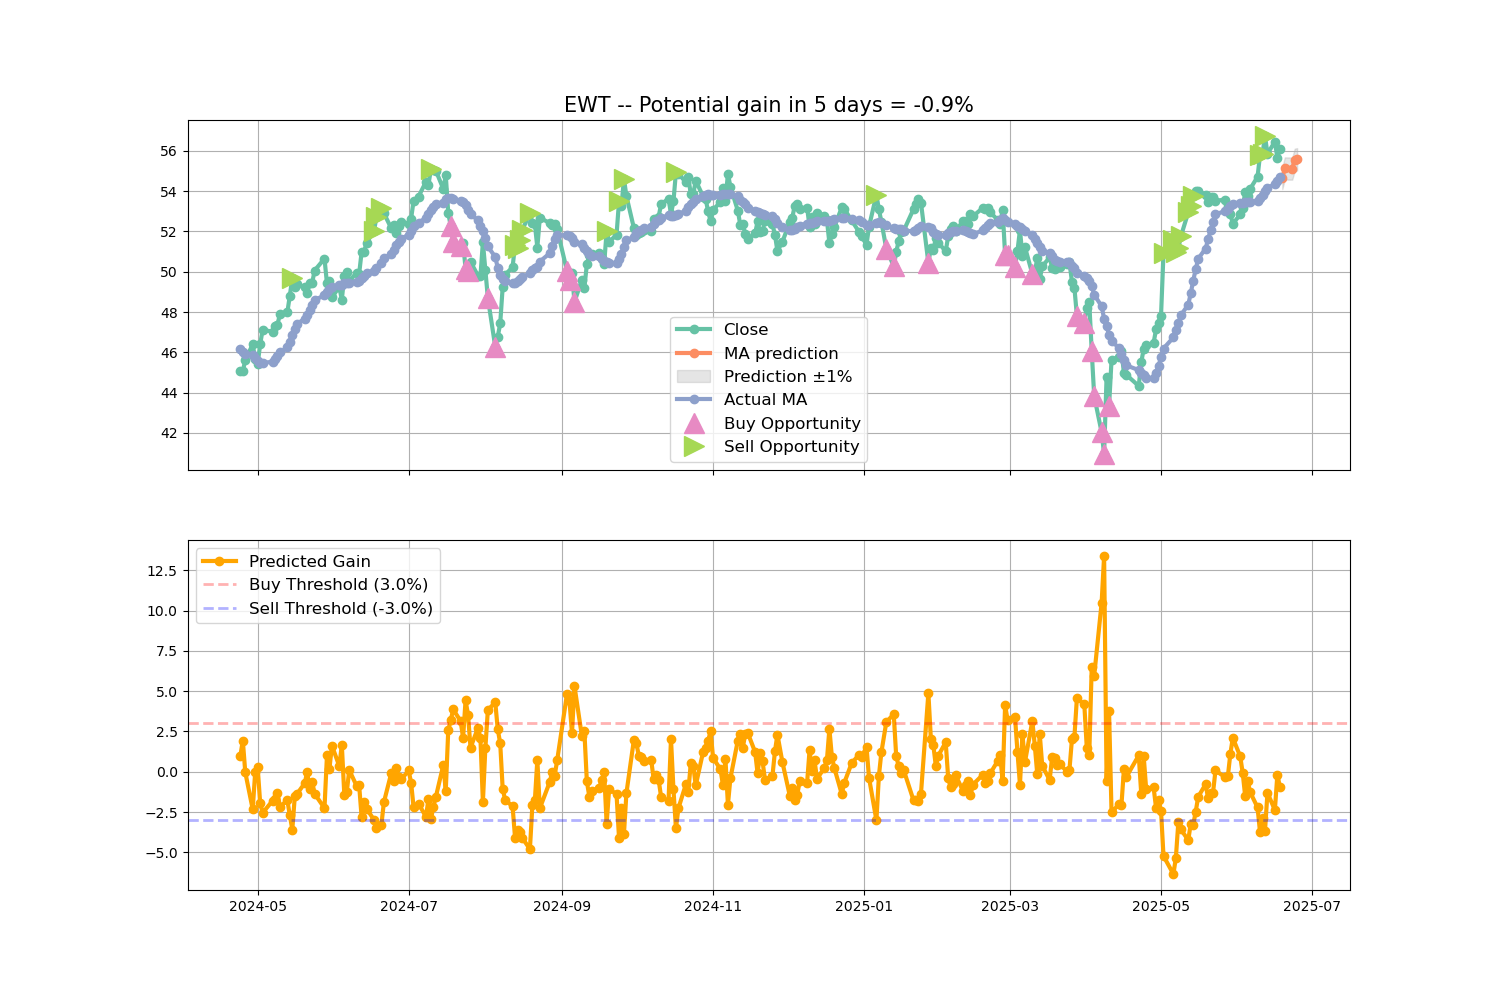 EWT -- Potential gain in 5 days = -0.9%
56
54
52
50
48
46
44
42
Close
MA prediction
Prediction ±1%
Actual MA
Buy Opportunity
Sell Opportunity
12.5
10.0
7.5
5.0
2.5
0.0
−2.5
−5.0
Predicted Gain
Buy Threshold (3.0%)
Sell Threshold (-3.0%)
2024-05
2024-07
2024-09
2024-11
2025-01
2025-03
2025-05
2025-07